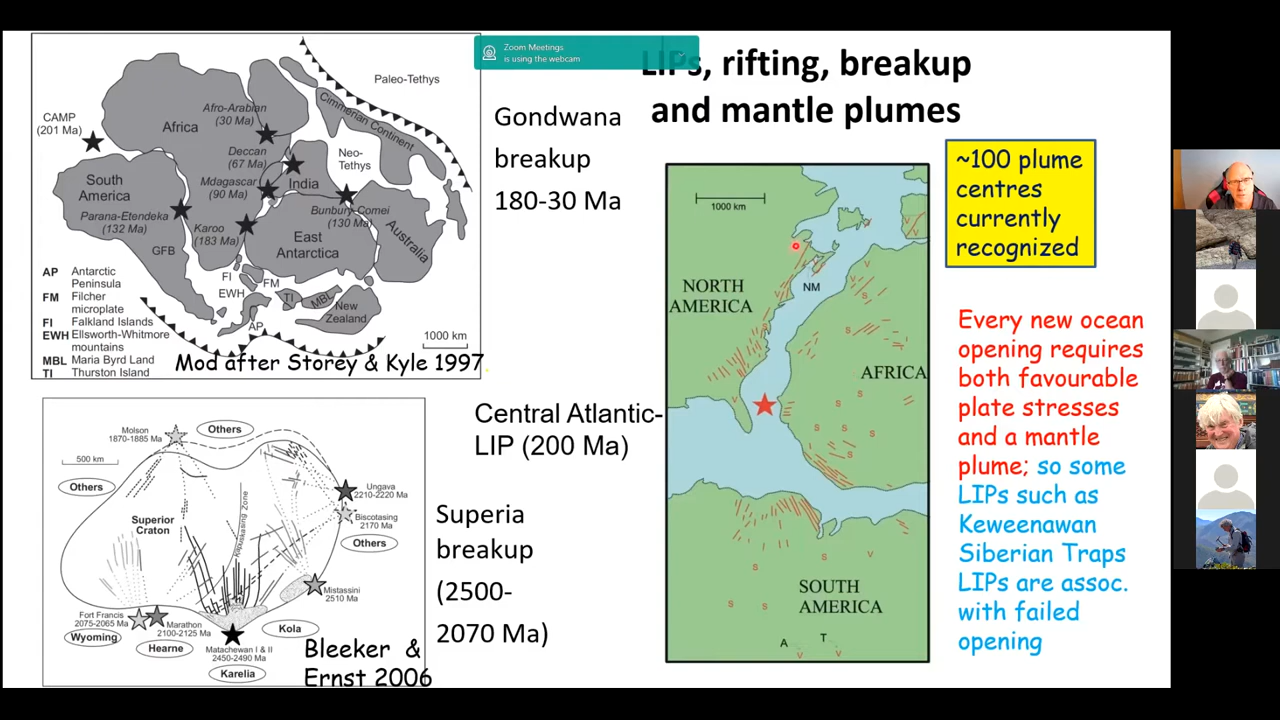 Zoom Meetings
is using the webcam
LIPs, rifting, breakup
and mantle plumes
Paleo-Tethys
Cimmerian Continent
Afro-Arabian
(30 Ma)
CAMP
(201 Ma)
Africa
Deccan
(67 Ma)
Neo-
Tethys
South
America
Mdagascar
(90 Ma)
India
Parana-Etendeka
(132 Ma)
Karoo
(183 Ma)
Bunbury-Comei
(130 Ma)
Australia
GFB
East
Antarctica
FI
FM
EWH
TI
MBL
New
Zealand
AP
AP Antarctic
Peninsula
FM Filcher
microplate
FI Falkland Islands
EWH Ellsworth-Whitmore
mountains
MBL Maria Byrd Land
TI Thurston Island
1000 km
Mod after Storey & Kyle 1997
Gondwana
breakup
180-30 Ma
Central Atlantic-
LIP (200 Ma)
Superia
breakup
(2500-
2070 Ma)
Molson
1870-1885 Ma
Others
500 km
Others
Ungava
2210-2220 Ma
Biscotasing
2170 Ma
Others
Superior
Craton
Kapuskasing Zone
Mistassini
2510 Ma
Fort Francis
2075-2065 Ma
Marathon
2100-2125 Ma
Wyoming
Hearne
Kola
Matachewan I & II
2450-2490 Ma
Karelia
Bleeker &
Ernst 2006
1000 km
NORTH
AMERICA
NM
AFRICA
SOUTH
AMERICA
A T
~100 plume
centres
currently
recognized
Every new ocean
opening requires
both favourable
plate stresses
and a mantle
plume; so some
LIPs such as
Keweenawan
Siberian Traps
LIPs are assoc.
with failed
opening